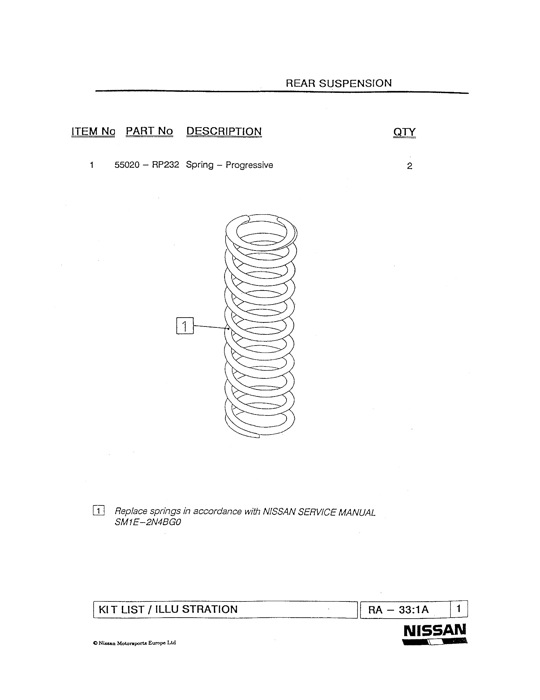 REAR SUSPENSION
ITEM No PART No DESCRIPTION QTY
1 55020 - RP232 Spring - Progressive 2
1
1 Replace springs in accordance with NISSAN SERVICE MANUAL
SM1E-2N4BG0
KIT LIST / ILLU STRATION RA - 33:1A 1
NISSAN
© Nissan Motorsports Europe Ltd